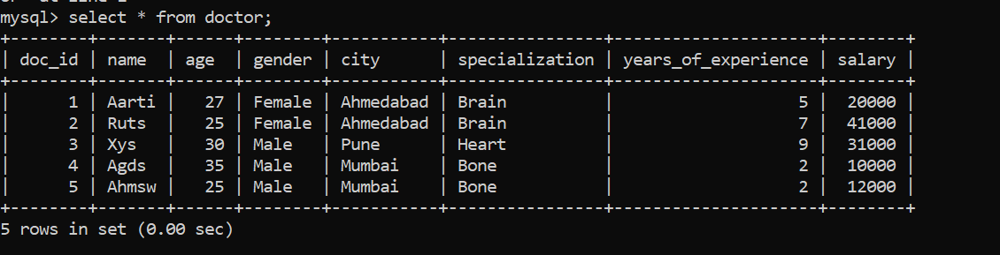 mysql> select * from doctor;
+--------+-------+------+--------+-----------+----------------+---------------------+--------+
| doc_id | name  | age  | gender | city      | specialization | years_of_experience | salary |
+--------+-------+------+--------+-----------+----------------+---------------------+--------+
|      1 | Aarti |   27 | Female | Ahmedabad | Brain          |                   5 |  20000 |
|      2 | Ruts  |   25 | Female | Ahmedabad | Brain          |                   7 |  41000 |
|      3 | Xys   |   30 | Male   | Pune      | Heart          |                   9 |  31000 |
|      4 | Agds  |   35 | Male   | Mumbai    | Bone           |                   2 |  10000 |
|      5 | Ahmsw |   25 | Male   | Mumbai    | Bone           |                   2 |  12000 |
+--------+-------+------+--------+-----------+----------------+---------------------+--------+
5 rows in set (0.00 sec)